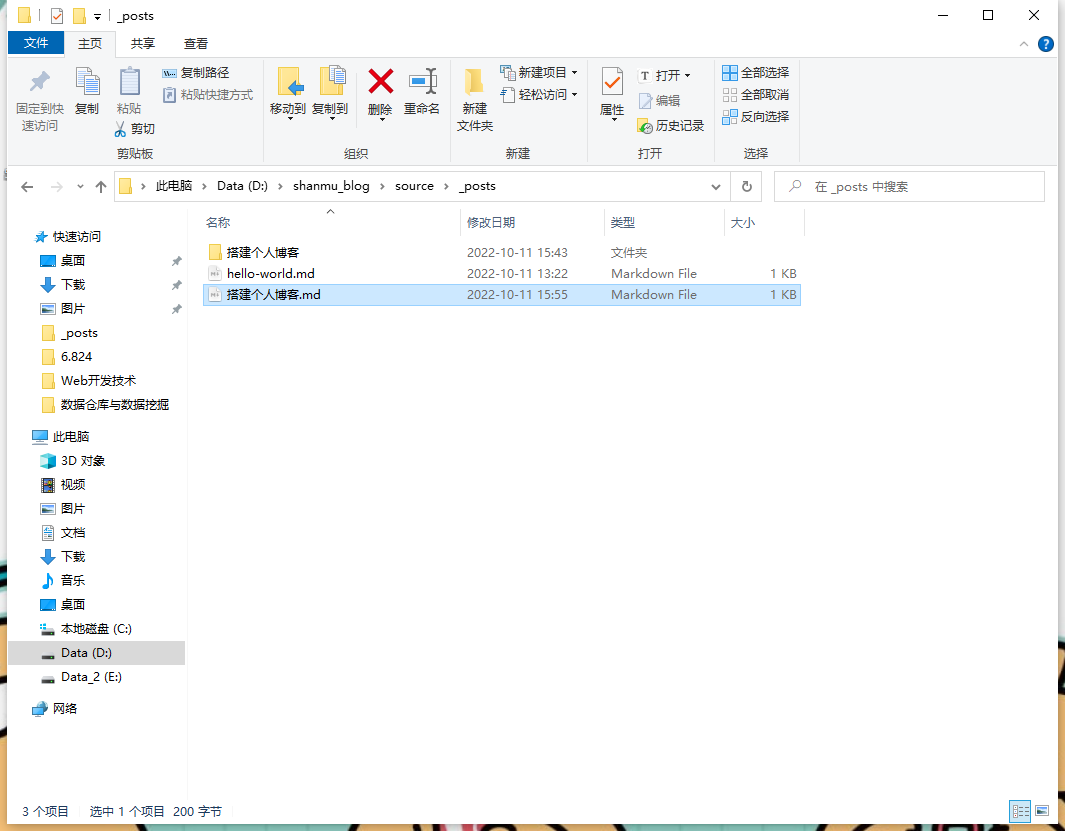 _posts
文件 主页 共享 查看
固定到快速访问
复制
粘贴
复制路径
粘贴快捷方式
剪切
剪贴板
移动到
复制到
删除
重命名
组织
新建文件夹
新建项目
轻松访问
新建
属性
打开
编辑
历史记录
打开
全部选择
全部取消
反向选择
选择
此电脑 Data (D:) shanmu_blog source _posts
在 _posts 中搜索
名称 修改日期 类型 大小
搭建个人博客 2022-10-11 15:43 文件夹
hello-world.md 2022-10-11 13:22 Markdown File 1 KB
搭建个人博客.md 2022-10-11 15:55 Markdown File 1 KB
快速访问
桌面
下载
图片
_posts
6.824
Web开发技术
数据仓库与数据挖掘
此电脑
3D 对象
视频
图片
文档
下载
音乐
桌面
本地磁盘 (C:)
Data (D:)
Data_2 (E:)
网络
3 个项目 选中 1 个项目 200 字节